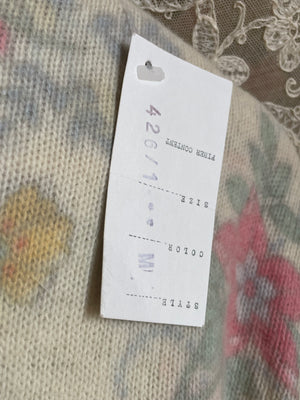 FIBER CONTENT
SIZE
COLOR
STYLE
426/1
M